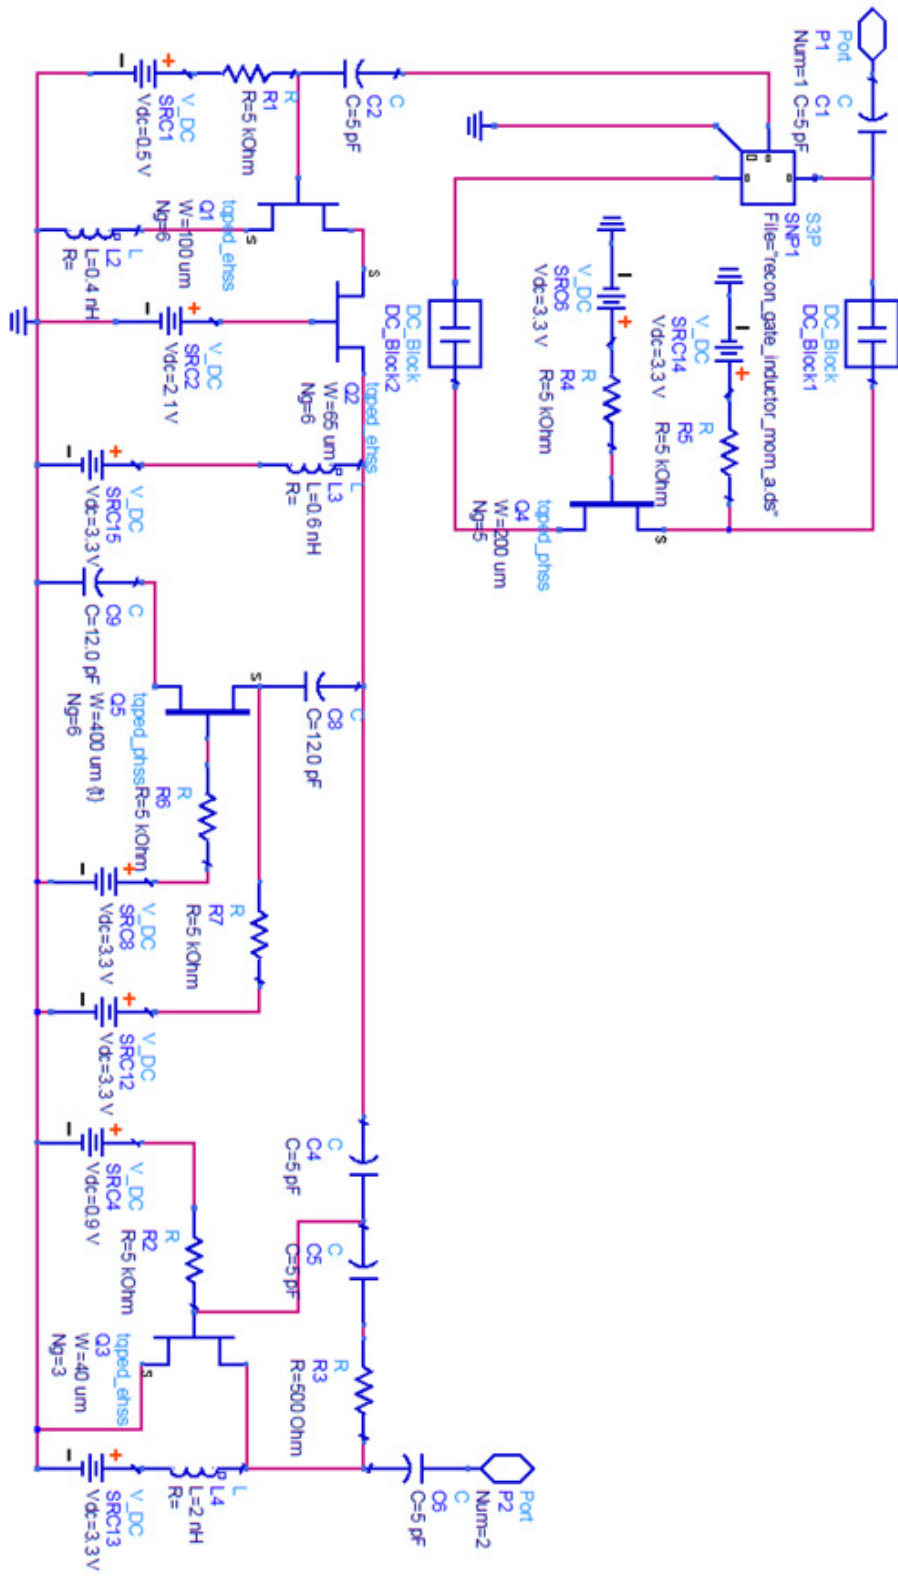 Port
P1
Num=1
C
C1
C=5 pF
S3P
SNP1
File="recon_gate_inductor_mom_a.ds"
DC_Block
DC_Block1
V_DC
SRC14
Vdc=3.3 V
R
R5
R=5 kOhm
V_DC
SRC6
Vdc=3.3 V
R
R4
R=5 kOhm
tqped_phss
Q4
W=200 um
Ng=5
DC_Block
DC_Block2
C
C2
C=5 pF
R
R1
R=5 kOhm
V_DC
SRC1
Vdc=0.5 V
tqped_ehss
Q1
W=100 um
Ng=6
L
L2
L=0.4 nH
R=
V_DC
SRC2
Vdc=2.1 V
tqped_ehss
Q2
W=65 um
Ng=6
L
L3
L=0.6 nH
R=
V_DC
SRC15
Vdc=3.3 V
C
C8
C=12.0 pF
C
C9
C=12.0 pF
tqped_phss
Q5
W=400 um (t)
Ng=6
R
R6
R=5 kOhm
V_DC
SRC8
Vdc=3.3 V
R
R7
R=5 kOhm
V_DC
SRC12
Vdc=3.3 V
C
C4
C=5 pF
C
C5
C=5 pF
V_DC
SRC4
Vdc=0.9 V
R
R2
R=5 kOhm
tqped_ehss
Q3
W=40 um
Ng=3
R
R3
R=500 Ohm
L
L4
L=2 nH
R=
V_DC
SRC13
Vdc=3.3 V
C
C6
C=5 pF
Port
P2
Num=2